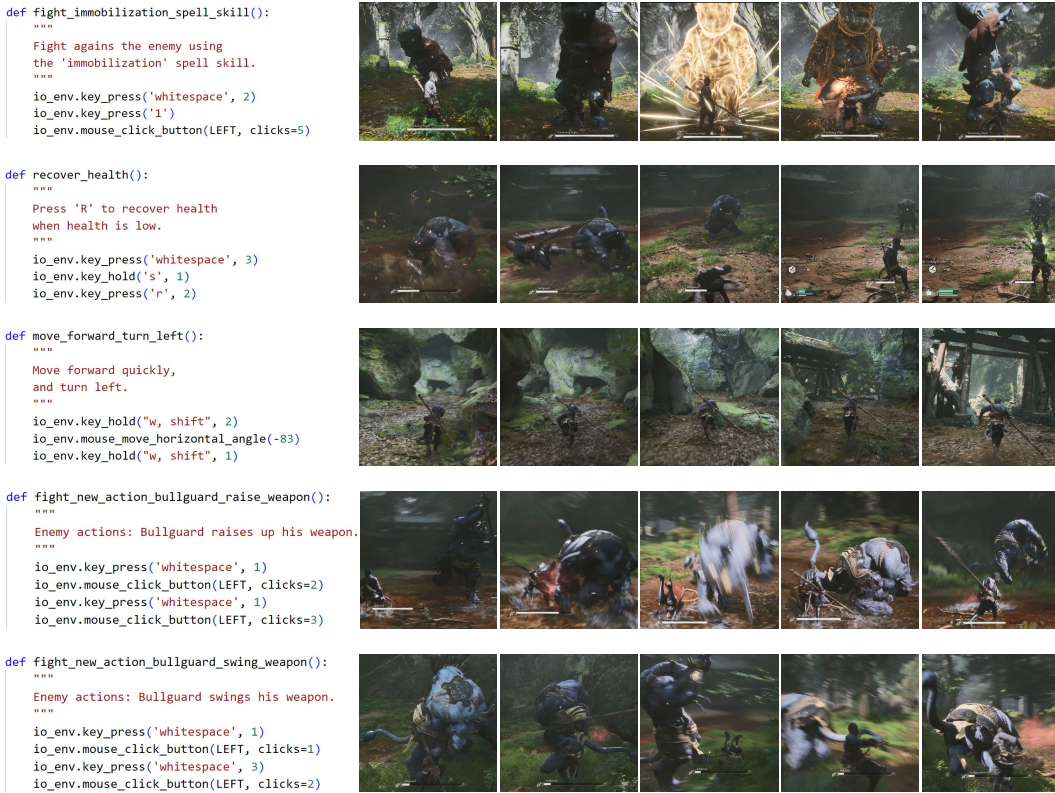 def fight_immobilization_spell_skill():
"""
Fight agains the enemy using
the 'immobilization' spell skill.
"""
io_env.key_press('whitespace', 2)
io_env.key_press('1')
io_env.mouse_click_button(LEFT, clicks=5)
def recover_health():
"""
Press 'R' to recover health
when health is low.
"""
io_env.key_press('whitespace', 3)
io_env.key_hold('s', 1)
io_env.key_press('r', 2)
def move_forward_turn_left():
"""
Move forward quickly,
and turn left.
"""
io_env.key_hold("w, shift", 2)
io_env.mouse_move_horizontal_angle(-83)
io_env.key_hold("w, shift", 1)
def fight_new_action_bullguard_raise_weapon():
"""
Enemy actions: Bullguard raises up his weapon.
"""
io_env.key_press('whitespace', 1)
io_env.mouse_click_button(LEFT, clicks=2)
io_env.key_press('whitespace', 1)
io_env.mouse_click_button(LEFT, clicks=3)
def fight_new_action_bullguard_swing_weapon():
"""
Enemy actions: Bullguard swings his weapon.
"""
io_env.key_press('whitespace', 1)
io_env.mouse_click_button(LEFT, clicks=1)
io_env.key_press('whitespace', 3)
io_env.mouse_click_button(LEFT, clicks=2)